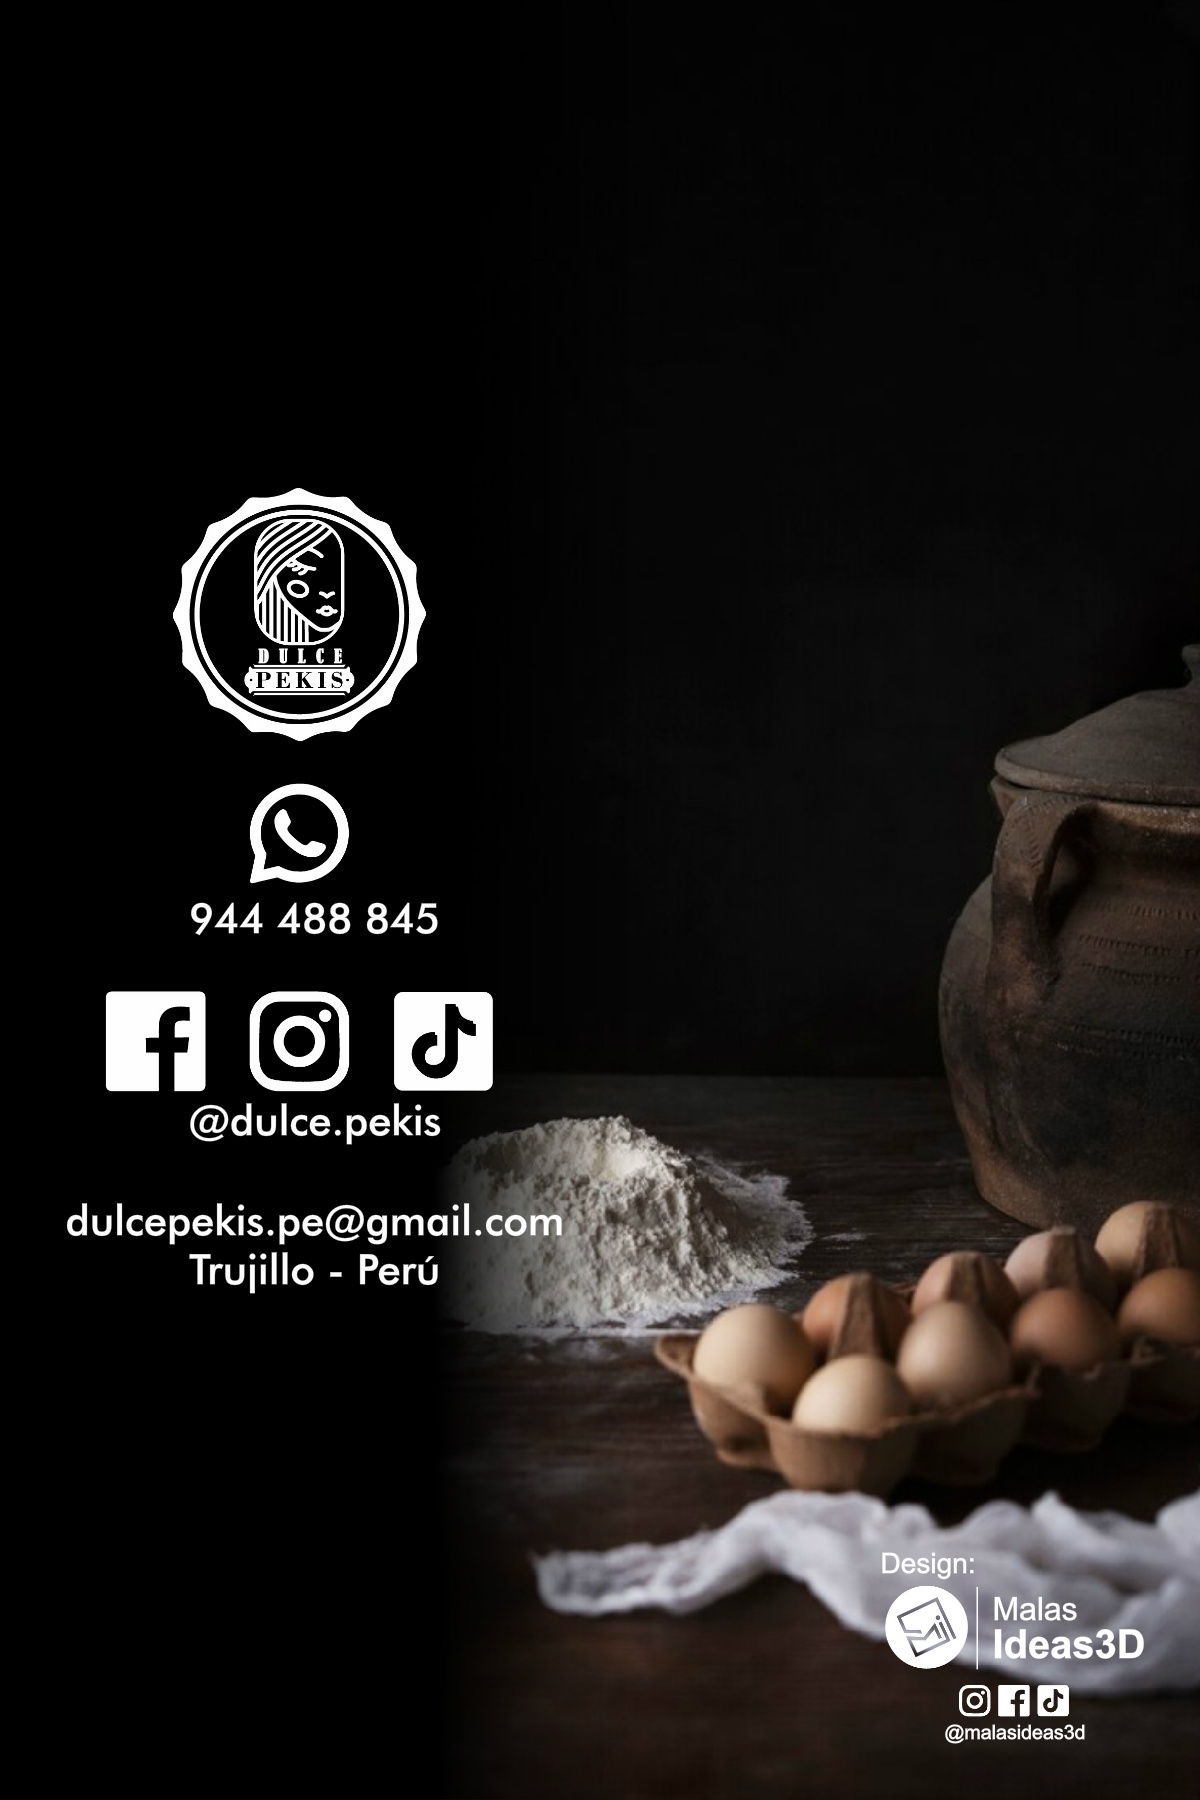 DULCE
PEKIS
944 488 845
@dulce.pekis
dulcepekis.pe@gmail.com
Trujillo - Perú
Design:
Malas
Ideas3D
@malasideas3d